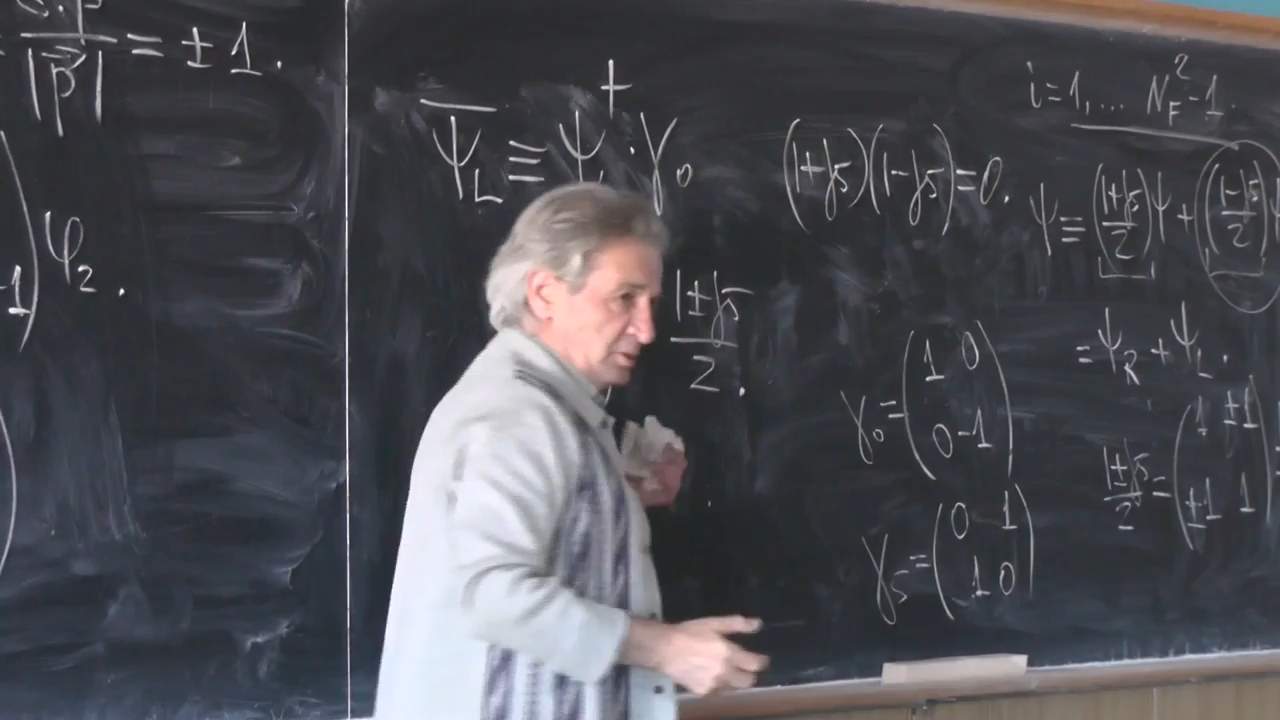 |p⃗| = ± 1.
-1) φ₂.
Ψ̄_L ≡ Ψ⁺ · γ₀
(1+γ5)(1-γ5)=0.
(1±γ5)/2.
γ₀ = (1 0
0 -1)
γ₅ = (0 1
1 0)
i=1,... N_F²-1.
Ψ ≡ ((1+γ5)/2)Ψ + ((1-γ5)/2)
= Ψ_R + Ψ_L.
(1±γ5)/2 = (1 ±1
±1 1)